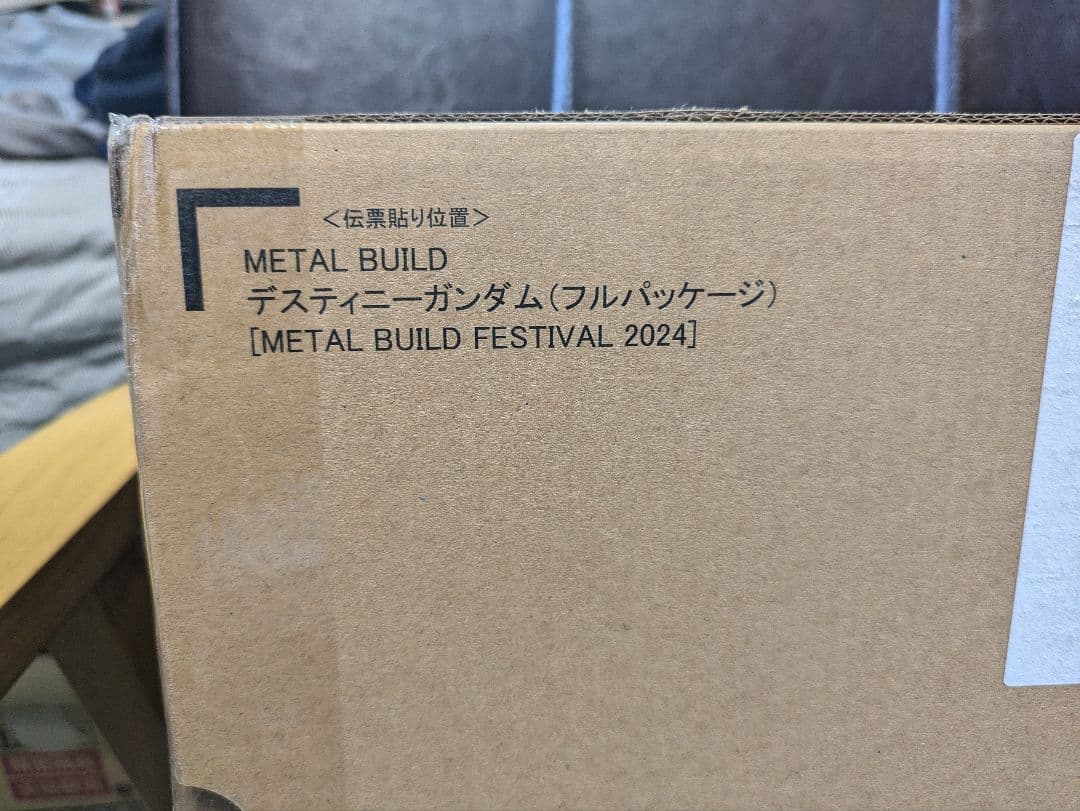 ＜伝票貼り位置＞
METAL BUILD
デスティニーガンダム（フルパッケージ）
[METAL BUILD FESTIVAL 2024]